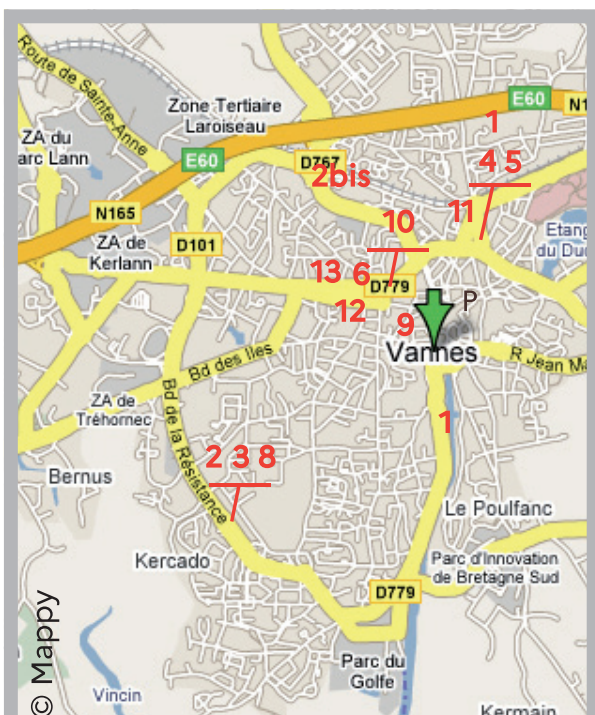 Route de Sainte-Anne
Zone Tertiaire
Laroiseau
E60
N1
1
ZA du
arc Lann
E60
D767
2bis
4 5
N165
11
10
D101
Etang
du Duc
ZA de
Kerlann
13 6
D779
P
12
9
Vannes
R Jean Ma
Bd des Iles
ZA de
Tréhornec
Bd de la Résistance
1
2 3 8
Bernus
Le Poulfanc
Kercado
Parc d'Innovation
de Bretagne Sud
D779
© Mappy
Parc du
Golfe
Vincin
Kermain